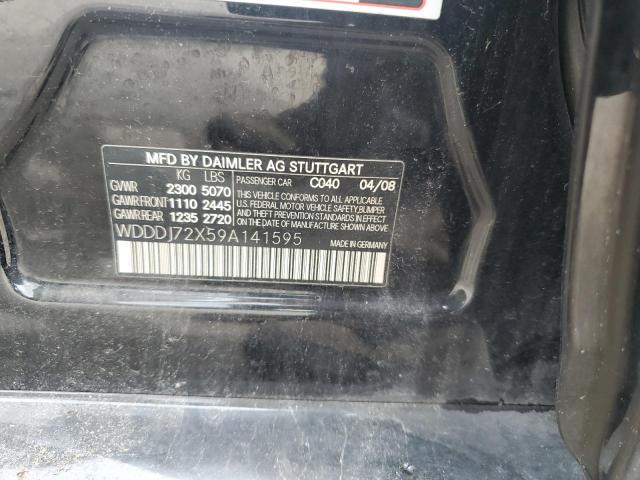 MFD BY DAIMLER AG STUTTGART
KG LBS PASSENGER CAR C040 04/08
GVWR 2300 5070 THIS VEHICLE CONFORMS TO ALL APPLICABLE
GAWR FRONT 1110 2445 U.S. FEDERAL MOTOR VEHICLE SAFETY, BUMPER
GAWR REAR 1235 2720 AND THEFT PREVENTION STANDARDS IN EFFECT ON THE DATE OF MANUFACTURE SHOWN ABOVE.
WDDDJ72X59A141595 MADE IN GERMANY